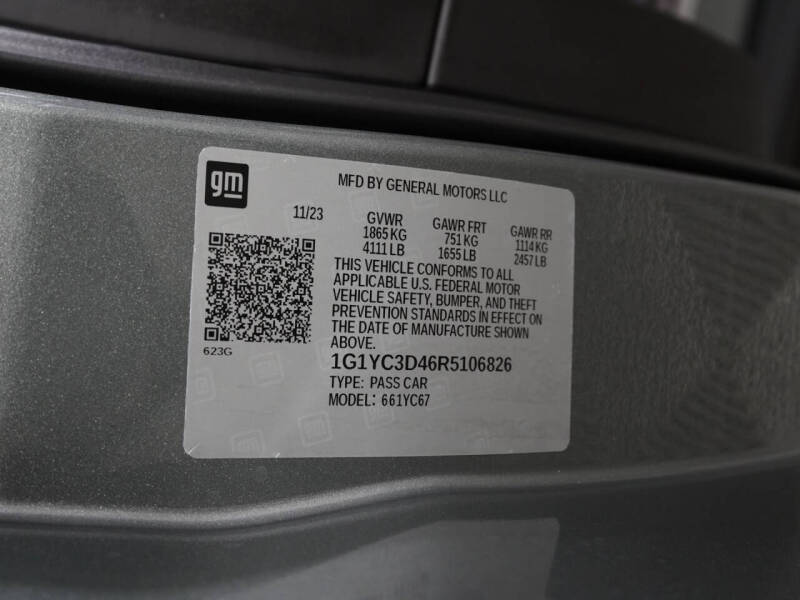 gm
MFD BY GENERAL MOTORS LLC
11/23 GVWR GAWR FRT GAWR RR
1865 KG 751 KG 1114 KG
4111 LB 1655 LB 2457 LB
THIS VEHICLE CONFORMS TO ALL
APPLICABLE U.S. FEDERAL MOTOR
VEHICLE SAFETY, BUMPER, AND THEFT
PREVENTION STANDARDS IN EFFECT ON
THE DATE OF MANUFACTURE SHOWN
ABOVE.
623G
1G1YC3D46R5106826
TYPE: PASS CAR
MODEL: 661YC67